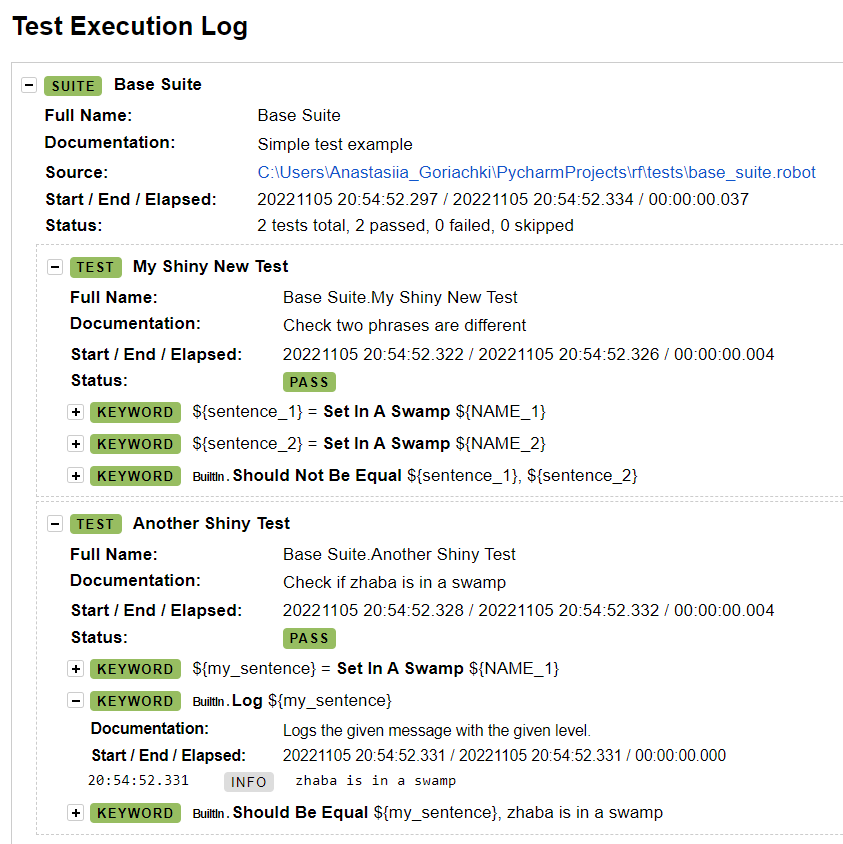 Test Execution Log
SUITE Base Suite
Full Name: Base Suite
Documentation: Simple test example
Source: C:\Users\Anastasiia_Goriachki\PycharmProjects\rf\tests\base_suite.robot
Start / End / Elapsed: 20221105 20:54:52.297 / 20221105 20:54:52.334 / 00:00:00.037
Status: 2 tests total, 2 passed, 0 failed, 0 skipped
TEST My Shiny New Test
Full Name: Base Suite.My Shiny New Test
Documentation: Check two phrases are different
Start / End / Elapsed: 20221105 20:54:52.322 / 20221105 20:54:52.326 / 00:00:00.004
Status: PASS
KEYWORD ${sentence_1} = Set In A Swamp ${NAME_1}
KEYWORD ${sentence_2} = Set In A Swamp ${NAME_2}
KEYWORD BuiltIn.Should Not Be Equal ${sentence_1}, ${sentence_2}
TEST Another Shiny Test
Full Name: Base Suite.Another Shiny Test
Documentation: Check if zhaba is in a swamp
Start / End / Elapsed: 20221105 20:54:52.328 / 20221105 20:54:52.332 / 00:00:00.004
Status: PASS
KEYWORD ${my_sentence} = Set In A Swamp ${NAME_1}
KEYWORD BuiltIn.Log ${my_sentence}
Documentation: Logs the given message with the given level.
Start / End / Elapsed: 20221105 20:54:52.331 / 20221105 20:54:52.331 / 00:00:00.000
20:54:52.331 INFO zhaba is in a swamp
KEYWORD BuiltIn.Should Be Equal ${my_sentence}, zhaba is in a swamp